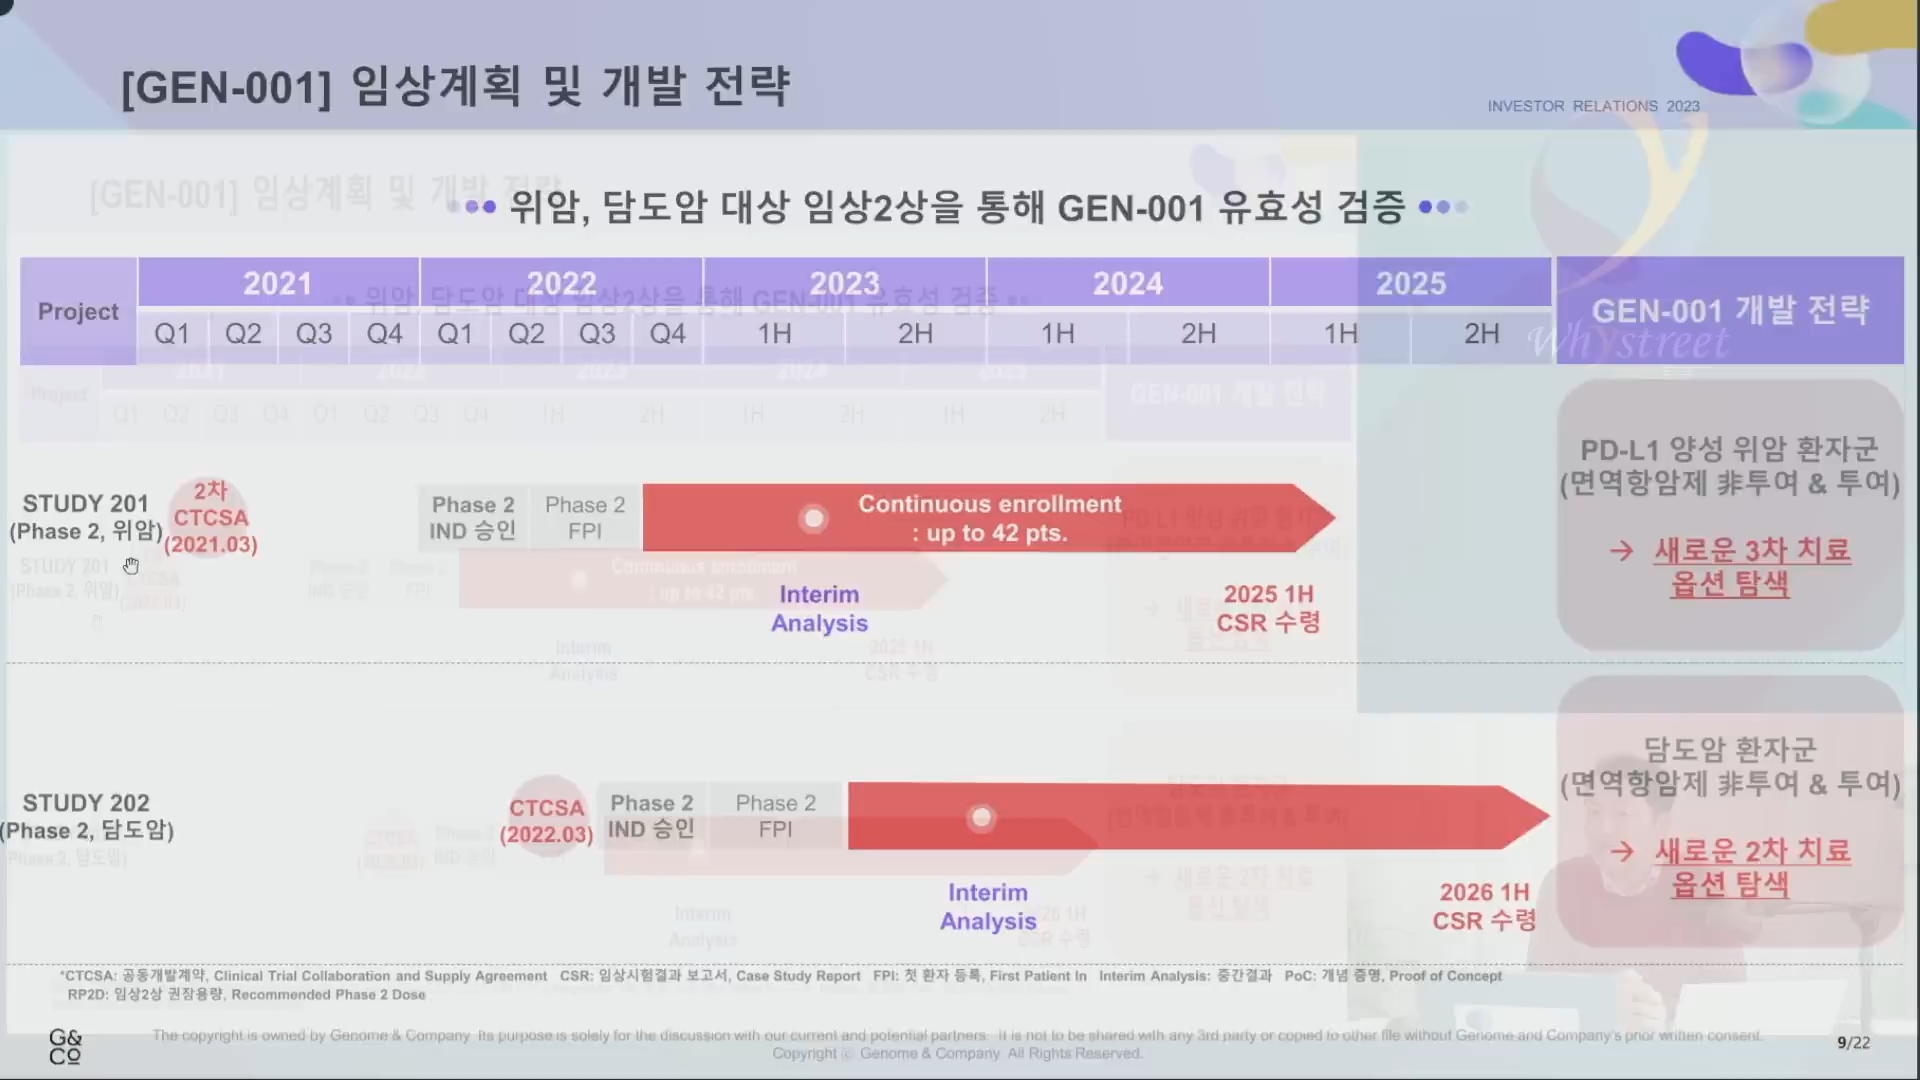 [GEN-001] 임상계획 및 개발 전략
INVESTOR RELATIONS 2023
위암, 담도암 대상 임상2상을 통해 GEN-001 유효성 검증
Project
2021
2022
2023
2024
2025
GEN-001 개발 전략
Q1
Q2
Q3
Q4
Q1
Q2
Q3
Q4
1H
2H
1H
2H
1H
2H
Whystreet
STUDY 201
(Phase 2, 위암)
2차
CTCSA
(2021.03)
Phase 2
IND 승인
Phase 2
FPI
Continuous enrollment
: up to 42 pts.
Interim
Analysis
2025 1H
CSR 수령
PD-L1 양성 위암 환자군
(면역항암제 非투여 & 투여)
→ 새로운 3차 치료
옵션 탐색
STUDY 202
(Phase 2, 담도암)
CTCSA
(2022.03)
Phase 2
IND 승인
Phase 2
FPI
Interim
Analysis
2026 1H
CSR 수령
담도암 환자군
(면역항암제 非투여 & 투여)
→ 새로운 2차 치료
옵션 탐색
*CTCSA: 공동개발계약, Clinical Trial Collaboration and Supply Agreement CSR: 임상시험결과 보고서, Case Study Report FPI: 첫 환자 등록, First Patient In Interim Analysis: 중간결과 PoC: 개념 증명, Proof of Concept
RP2D: 임상2상 권장용량, Recommended Phase 2 Dose
G&CO
The copyright is owned by Genome & Company. Its purpose is solely for the discussion with our current and potential partners. It is not to be shared with any 3rd party or copied to other file without Genome and Company's prior written consent.
Copyright ⓒ Genome & Company. All Rights Reserved.
9/22